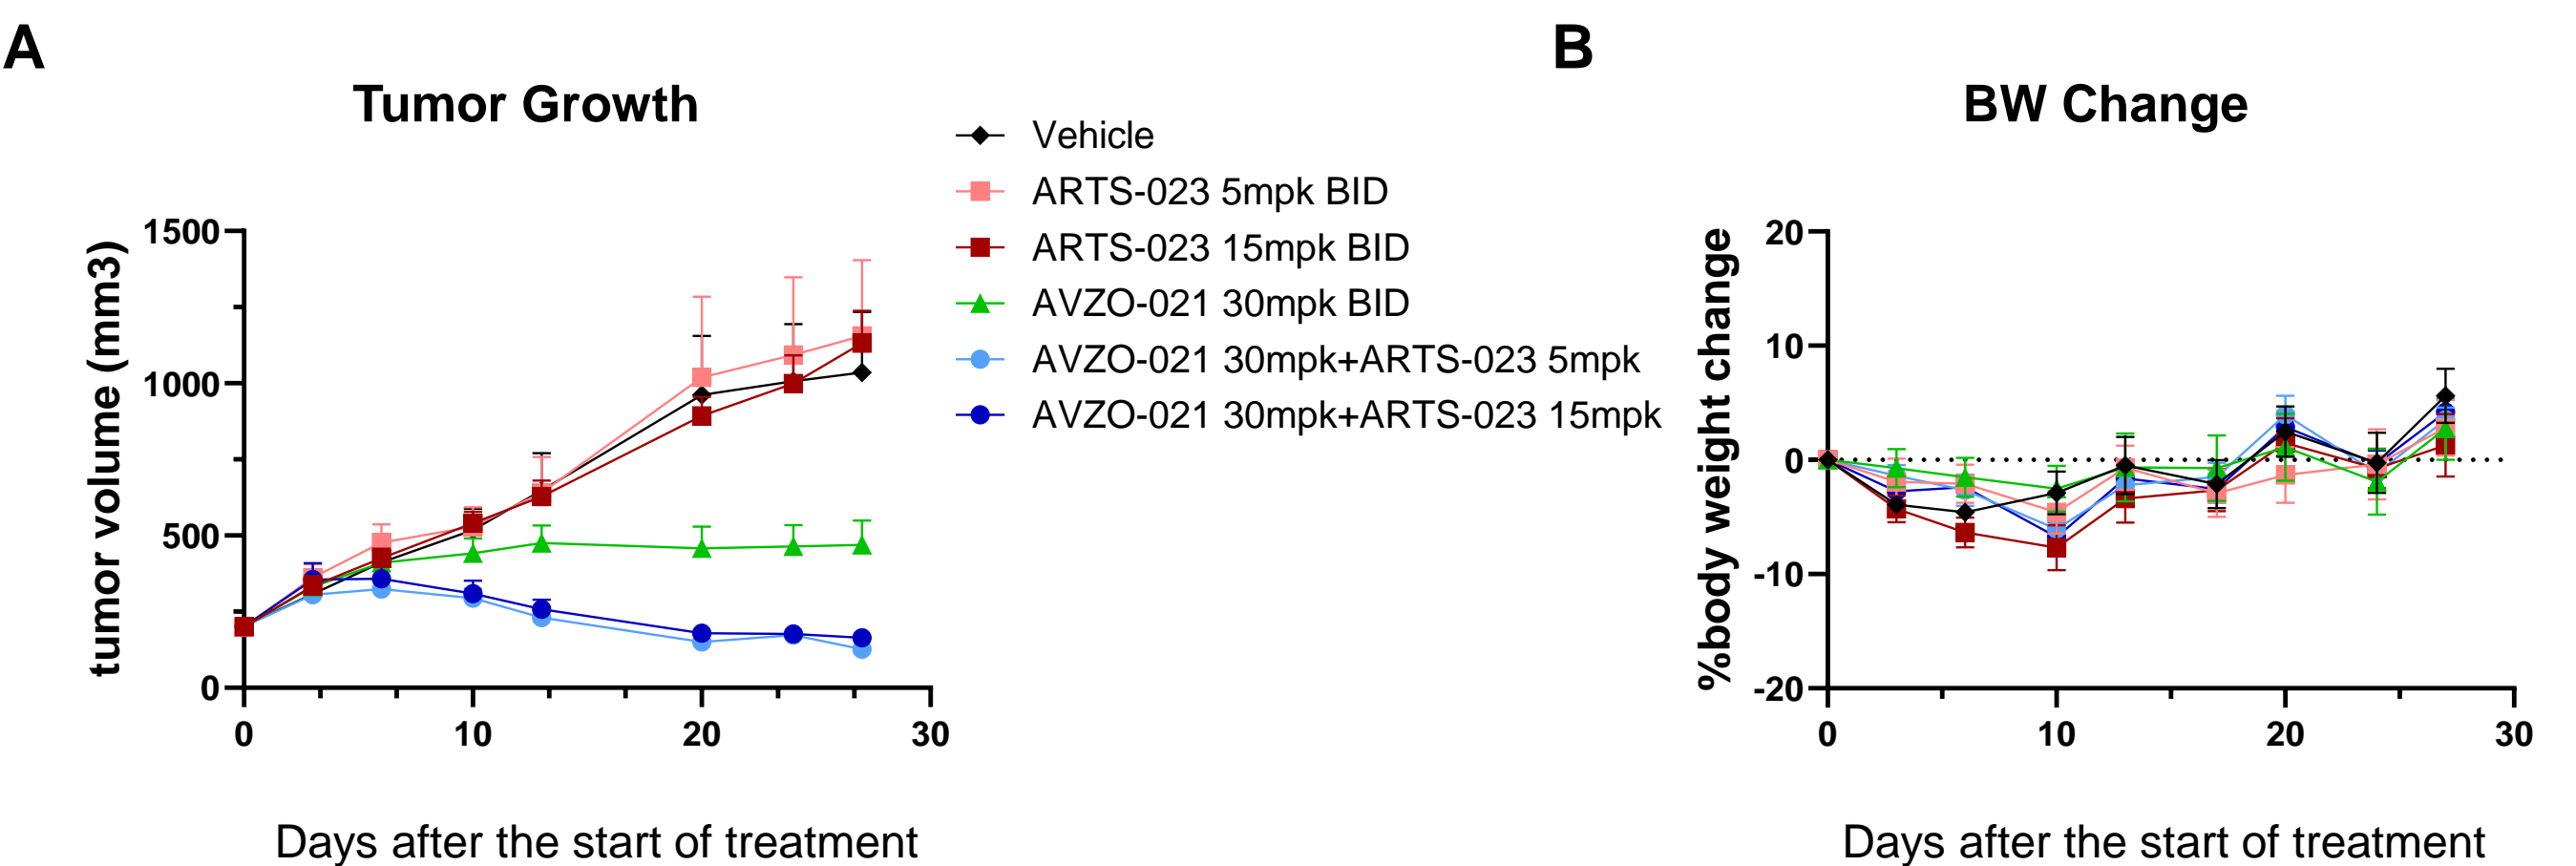 A
Tumor Growth
tumor volume (mm3)
1500
1000
500
0
0 10 20 30
Days after the start of treatment
Vehicle
ARTS-023 5mpk BID
ARTS-023 15mpk BID
AVZO-021 30mpk BID
AVZO-021 30mpk+ARTS-023 5mpk
AVZO-021 30mpk+ARTS-023 15mpk
B
BW Change
%body weight change
20
10
0
-10
-20
0 10 20 30
Days after the start of treatment